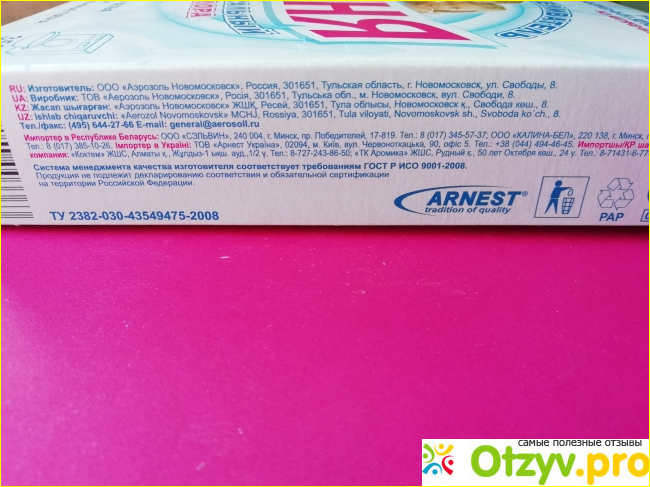 RU: Изготовитель: ООО «Аэрозоль Новомосковск», Россия, 301651, Тульская область, г. Новомосковск, ул. Свободы, 8.
UA: Виробник: ТОВ «Аерозоль Новомосковск», Росія, 301651, Тульська обл., м. Новомосковськ, вул. Свободи, 8.
KZ: Жасап шығарған: «Аэрозоль Новомосковск» ЖШҚ, Ресей, 301651, Тула облысы, Новомосковск қ., Свобода көш., 8.
UZ: Ishlab chiqaruvchi: «Aerozol Novomoskovsk» MCHJ, Rossiya, 301651, Tula viloyati, Novomoskovsk sh., Svoboda ko`ch., 8.
Тел./факс: (495) 644-27-66 E-mail: general@aerosoll.ru
Импортер в Республику Беларусь: ООО «СЭЛЬВИН», 240 004, г. Минск, пр. Победителей, 17-819. Тел.: 8 (017) 345-57-37; ООО «КАЛИНА-БЕЛ», 220 138, г. Минск,
8 (017) 385-10-26. Імпортер в Україні: ТОВ «Арнест Україна», 02094, м. Київ, вул. Червоноткацька, 90, офіс 5. Тел.: +38 (044) 494-46-45. Импортшы/ҚР
компания: «Коктем» ЖШС, Алматы қ., Жұлдыз-1 ықш. ауд.,1/2 ү. Тел.: 8-727-243-86-50; «ТК Аромика» ЖШС, Рудный қ., 50 лет Октября көш., 24 ү. Тел.: 8-71431-6-7
Система менеджмента качества изготовителя соответствует требованиям ГОСТ Р ИСО 9001-2008.
Продукция не подлежит декларированию соответствия и обязательной сертификации
на территории Российской Федерации.
ARNEST®
tradition of quality
PAP
ТУ 2382-030-43549475-2008
самые полезные отзывы
Otzyv.pro